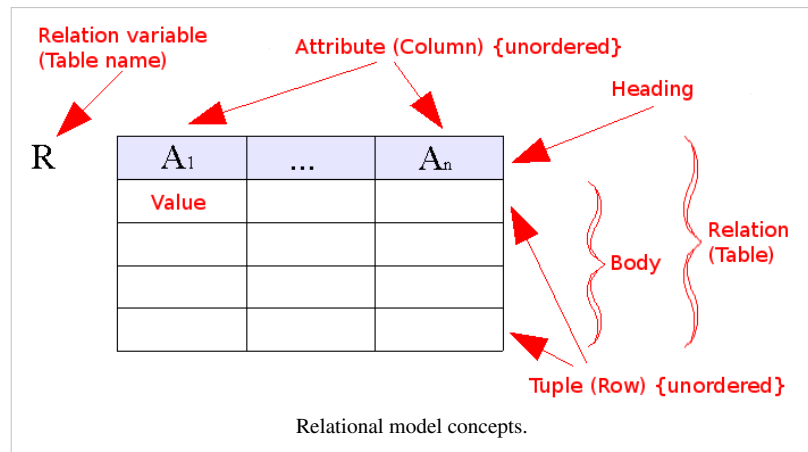 Relation variable
(Table name)
Attribute (Column) {unordered}
Heading
R
A1 ... An
Value
Body
Relation
(Table)
Tuple (Row) {unordered}
Relational model concepts.